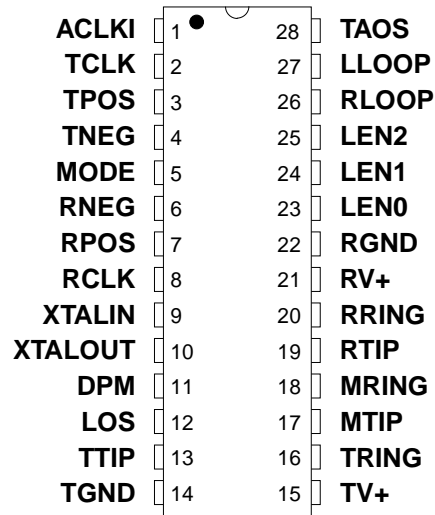 ACLKI 1 28 TAOS
TCLK 2 27 LLOOP
TPOS 3 26 RLOOP
TNEG 4 25 LEN2
MODE 5 24 LEN1
RNEG 6 23 LEN0
RPOS 7 22 RGND
RCLK 8 21 RV+
XTALIN 9 20 RRING
XTALOUT 10 19 RTIP
DPM 11 18 MRING
LOS 12 17 MTIP
TTIP 13 16 TRING
TGND 14 15 TV+